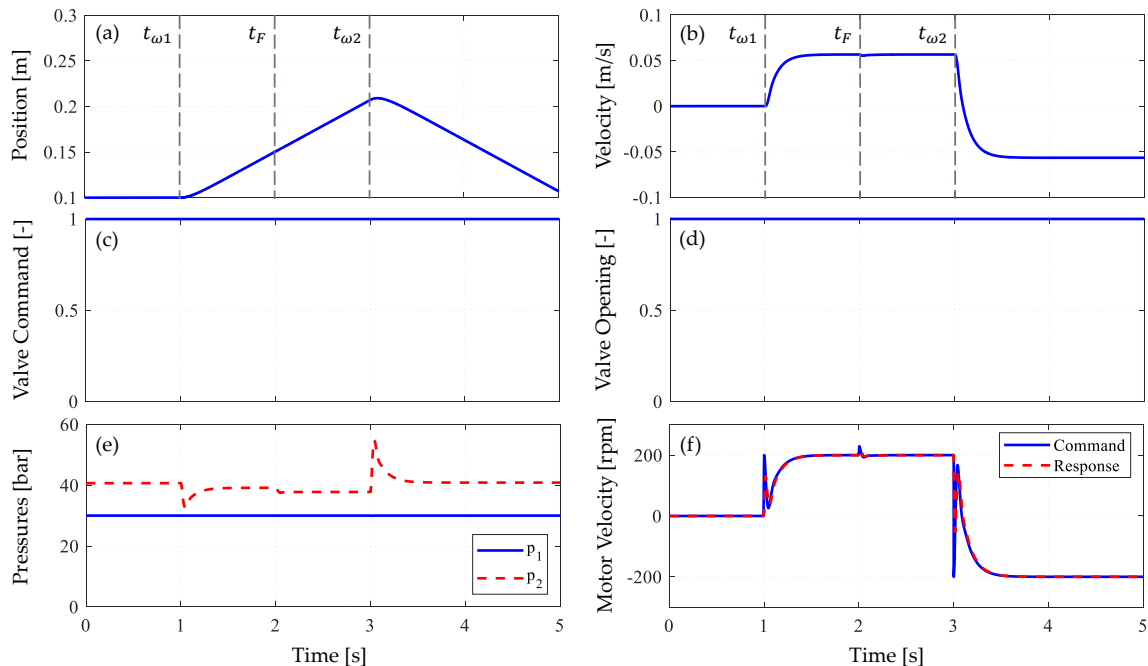 (a) tω1 tF tω2
Position [m]
0.3
0.25
0.2
0.15
0.1
(b) tω1 tF tω2
Velocity [m/s]
0.1
0.05
0
-0.05
-0.1
(c)
Valve Command [-]
1
0.5
0
(d)
Valve Opening [-]
1
0.5
0
(e)
Pressures [bar]
60
40
20
0
p1
p2
0 1 2 3 4 5
Time [s]
(f)
Motor Velocity [rpm]
200
0
-200
Command
Response
0 1 2 3 4 5
Time [s]